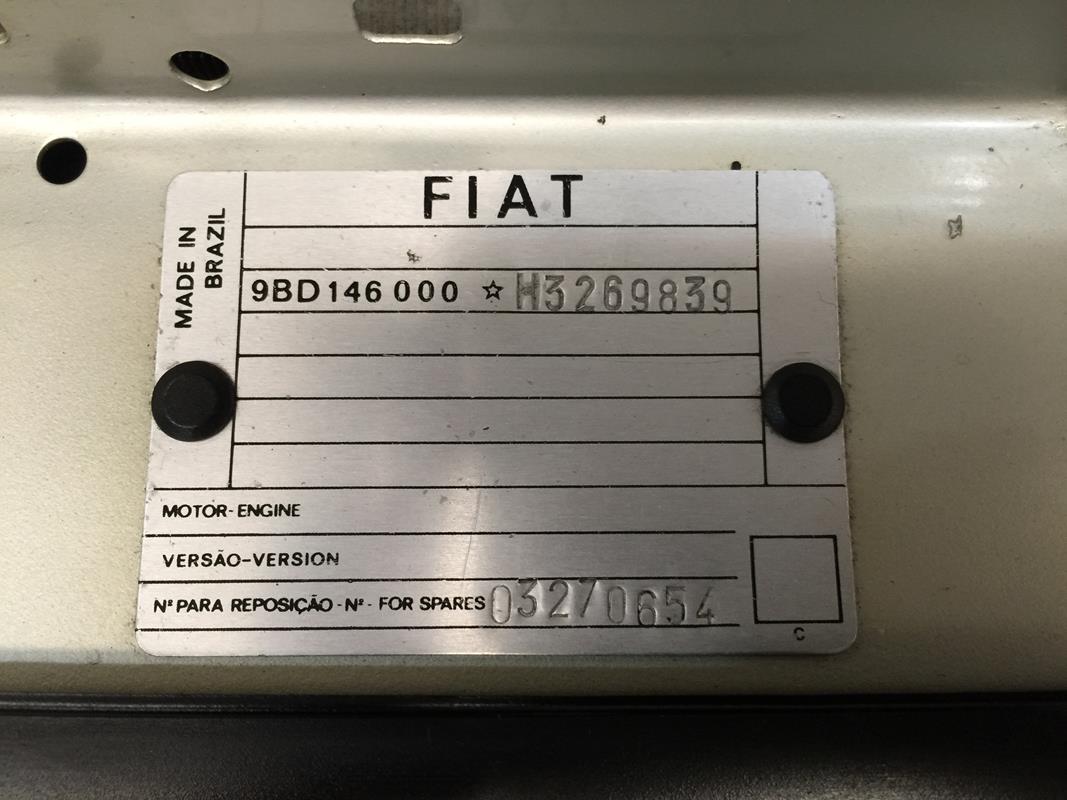 FIAT
MADE IN
BRAZIL
9BD146000 ☆ H3269839
MOTOR-ENGINE
VERSÃO-VERSION
Nº PARA REPOSIÇÃO-Nº-FOR SPARES 03270654
C